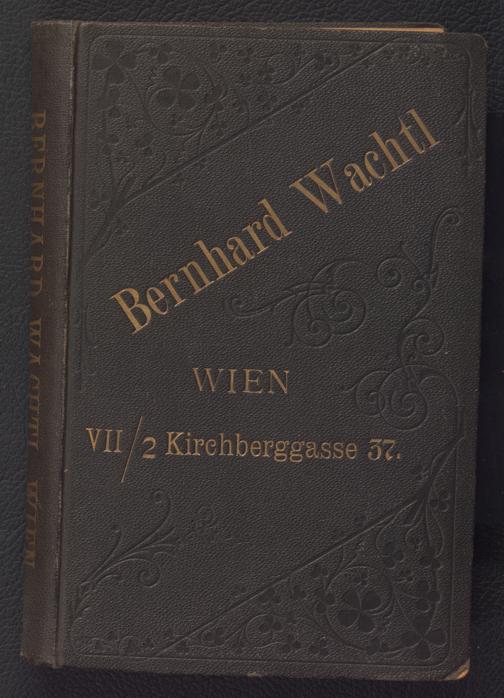 Bernhard Wachtl
WIEN
VII/2 Kirchberggasse 37.
BERNHARD WACHTL WIEN